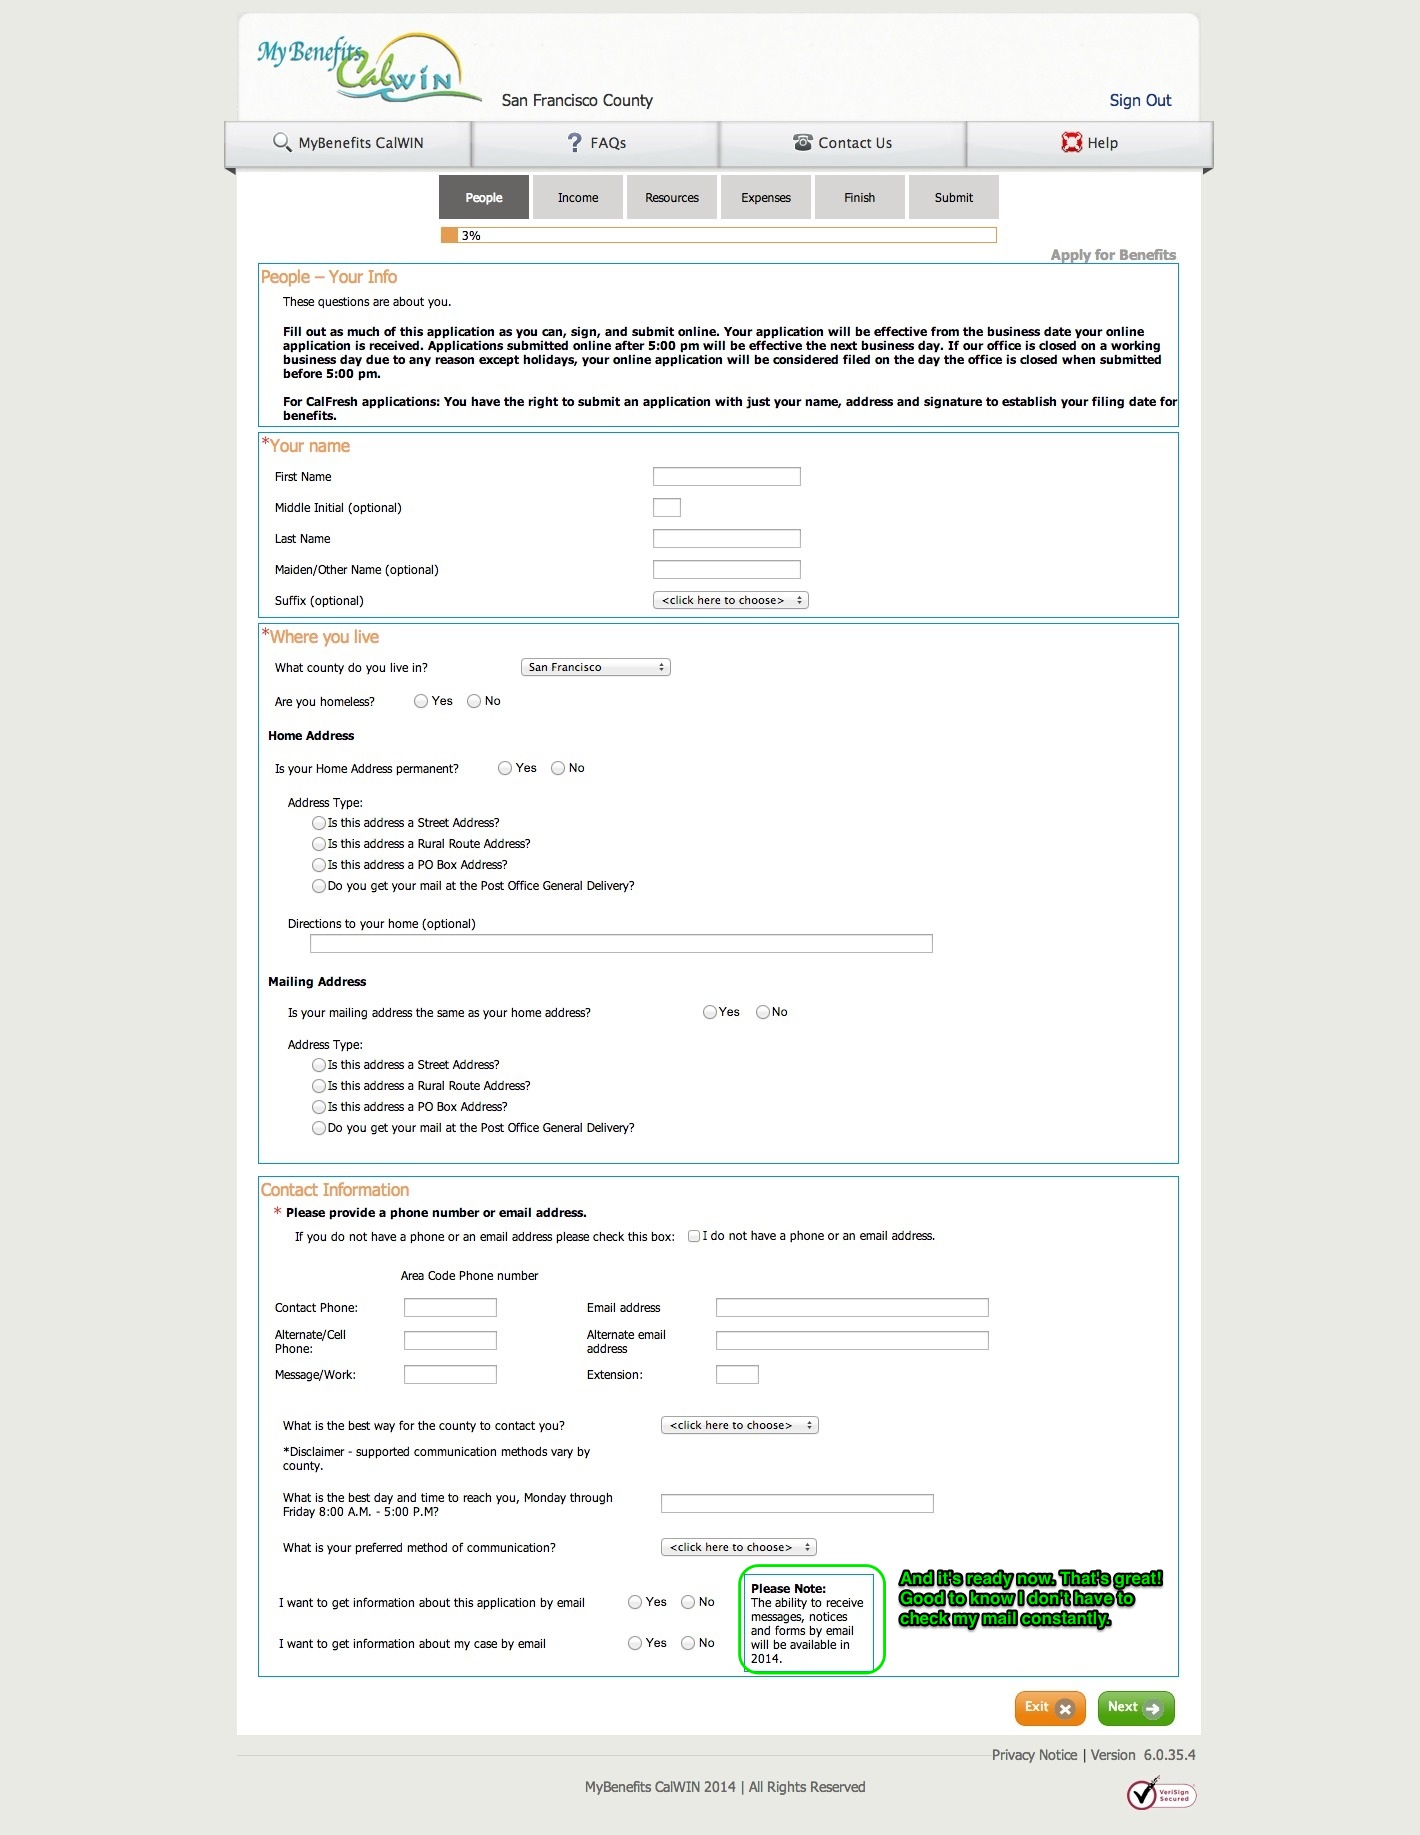 My Benefits CalWIN
San Francisco County
Sign Out
MyBenefits CalWIN
FAQs
Contact Us
Help
People
Income
Resources
Expenses
Finish
Submit
3%
Apply for Benefits
People – Your Info
These questions are about you.
Fill out as much of this application as you can, sign, and submit online. Your application will be effective from the business date your online
application is received. Applications submitted online after 5:00 pm will be effective the next business day. If our office is closed on a working
business day due to any reason except holidays, your online application will be considered filed on the day the office is closed when submitted
before 5:00 pm.
For CalFresh applications: You have the right to submit an application with just your name, address and signature to establish your filing date for
benefits.
*Your name
First Name
Middle Initial (optional)
Last Name
Maiden/Other Name (optional)
Suffix (optional) <click here to choose>
*Where you live
What county do you live in? San Francisco
Are you homeless? Yes No
Home Address
Is your Home Address permanent? Yes No
Address Type:
Is this address a Street Address?
Is this address a Rural Route Address?
Is this address a PO Box Address?
Do you get your mail at the Post Office General Delivery?
Directions to your home (optional)
Mailing Address
Is your mailing address the same as your home address? Yes No
Address Type:
Is this address a Street Address?
Is this address a Rural Route Address?
Is this address a PO Box Address?
Do you get your mail at the Post Office General Delivery?
Contact Information
* Please provide a phone number or email address.
If you do not have a phone or an email address please check this box: I do not have a phone or an email address.
Area Code Phone number
Contact Phone: Email address
Alternate/Cell
Phone:
Alternate email
address
Message/Work: Extension:
What is the best way for the county to contact you? <click here to choose>
*Disclaimer - supported communication methods vary by
county.
What is the best day and time to reach you, Monday through
Friday 8:00 A.M. - 5:00 P.M?
What is your preferred method of communication? <click here to choose>
I want to get information about this application by email Yes No
I want to get information about my case by email Yes No
Please Note:
The ability to receive
messages, notices
and forms by email
will be available in
2014.
And it's ready now. That's great!
Good to know I don't have to
check my mail constantly.
Exit
Next
Privacy Notice | Version 6.0.35.4
MyBenefits CalWIN 2014 | All Rights Reserved
VeriSign
Secured